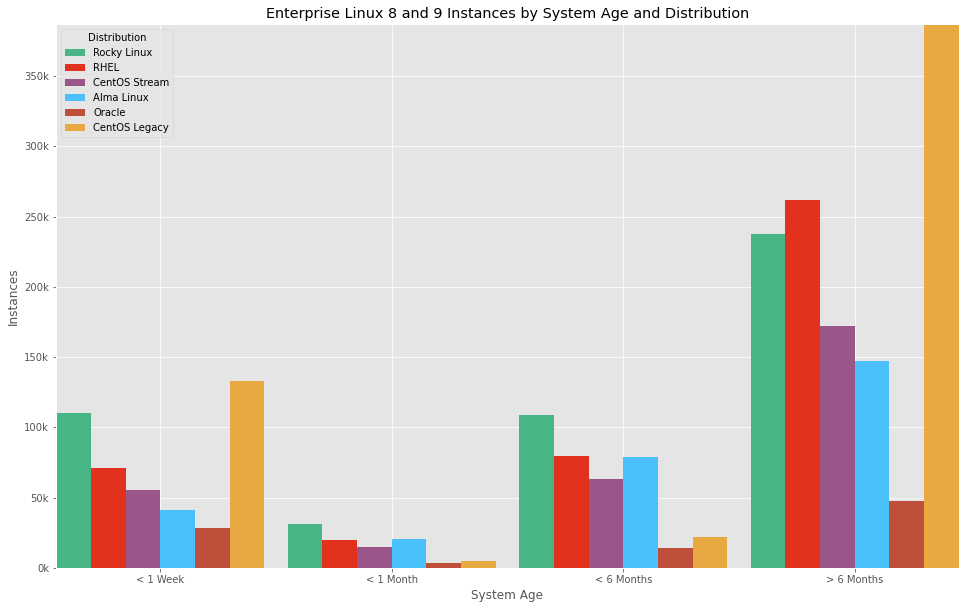 Enterprise Linux 8 and 9 Instances by System Age and Distribution
Distribution
Rocky Linux
RHEL
CentOS Stream
Alma Linux
Oracle
CentOS Legacy
350k
300k
250k
200k
150k
100k
50k
0k
Instances
< 1 Week
< 1 Month
< 6 Months
> 6 Months
System Age